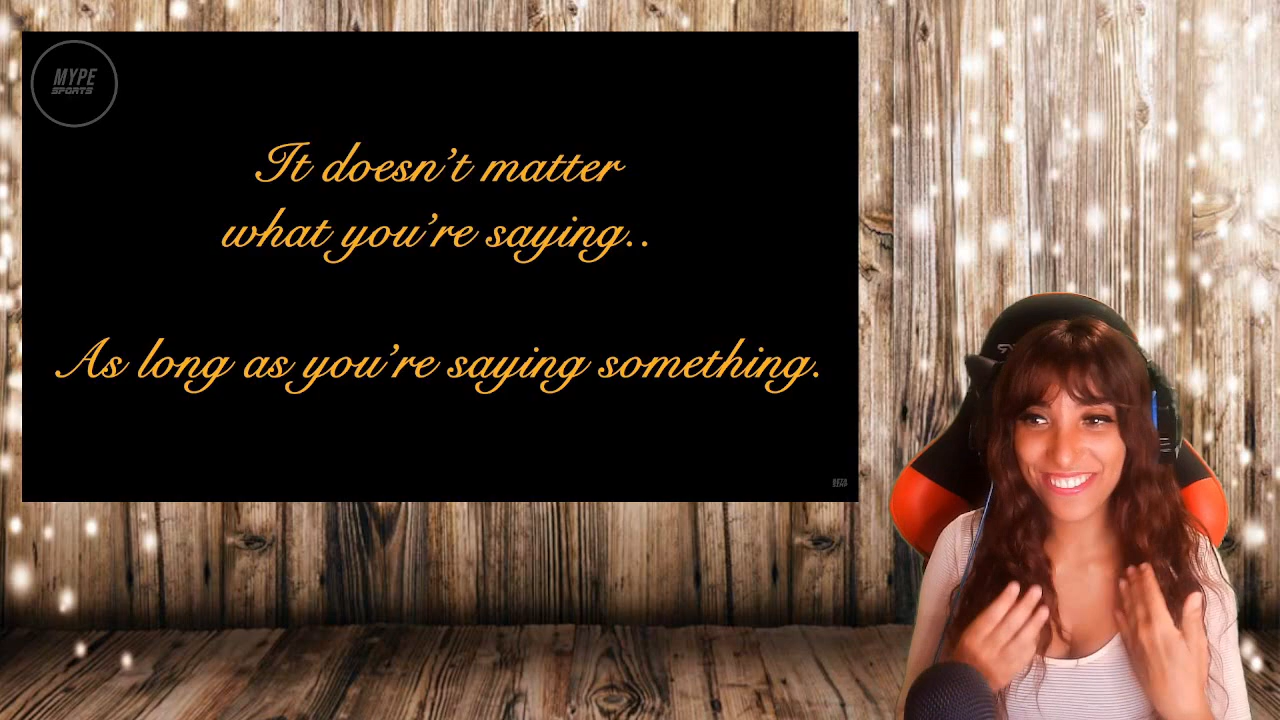 MYPE
SPORTS
It doesn't matter
what you're saying..
As long as you're saying something.